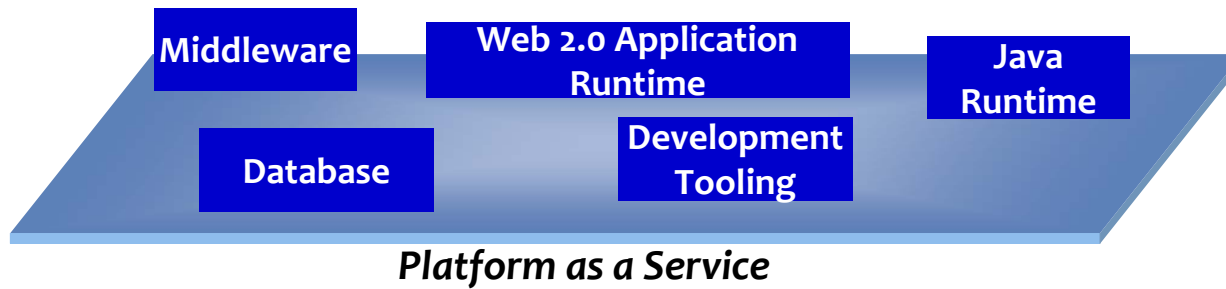 Middleware
Web 2.0 Application
Runtime
Java
Runtime
Database
Development
Tooling
Platform as a Service